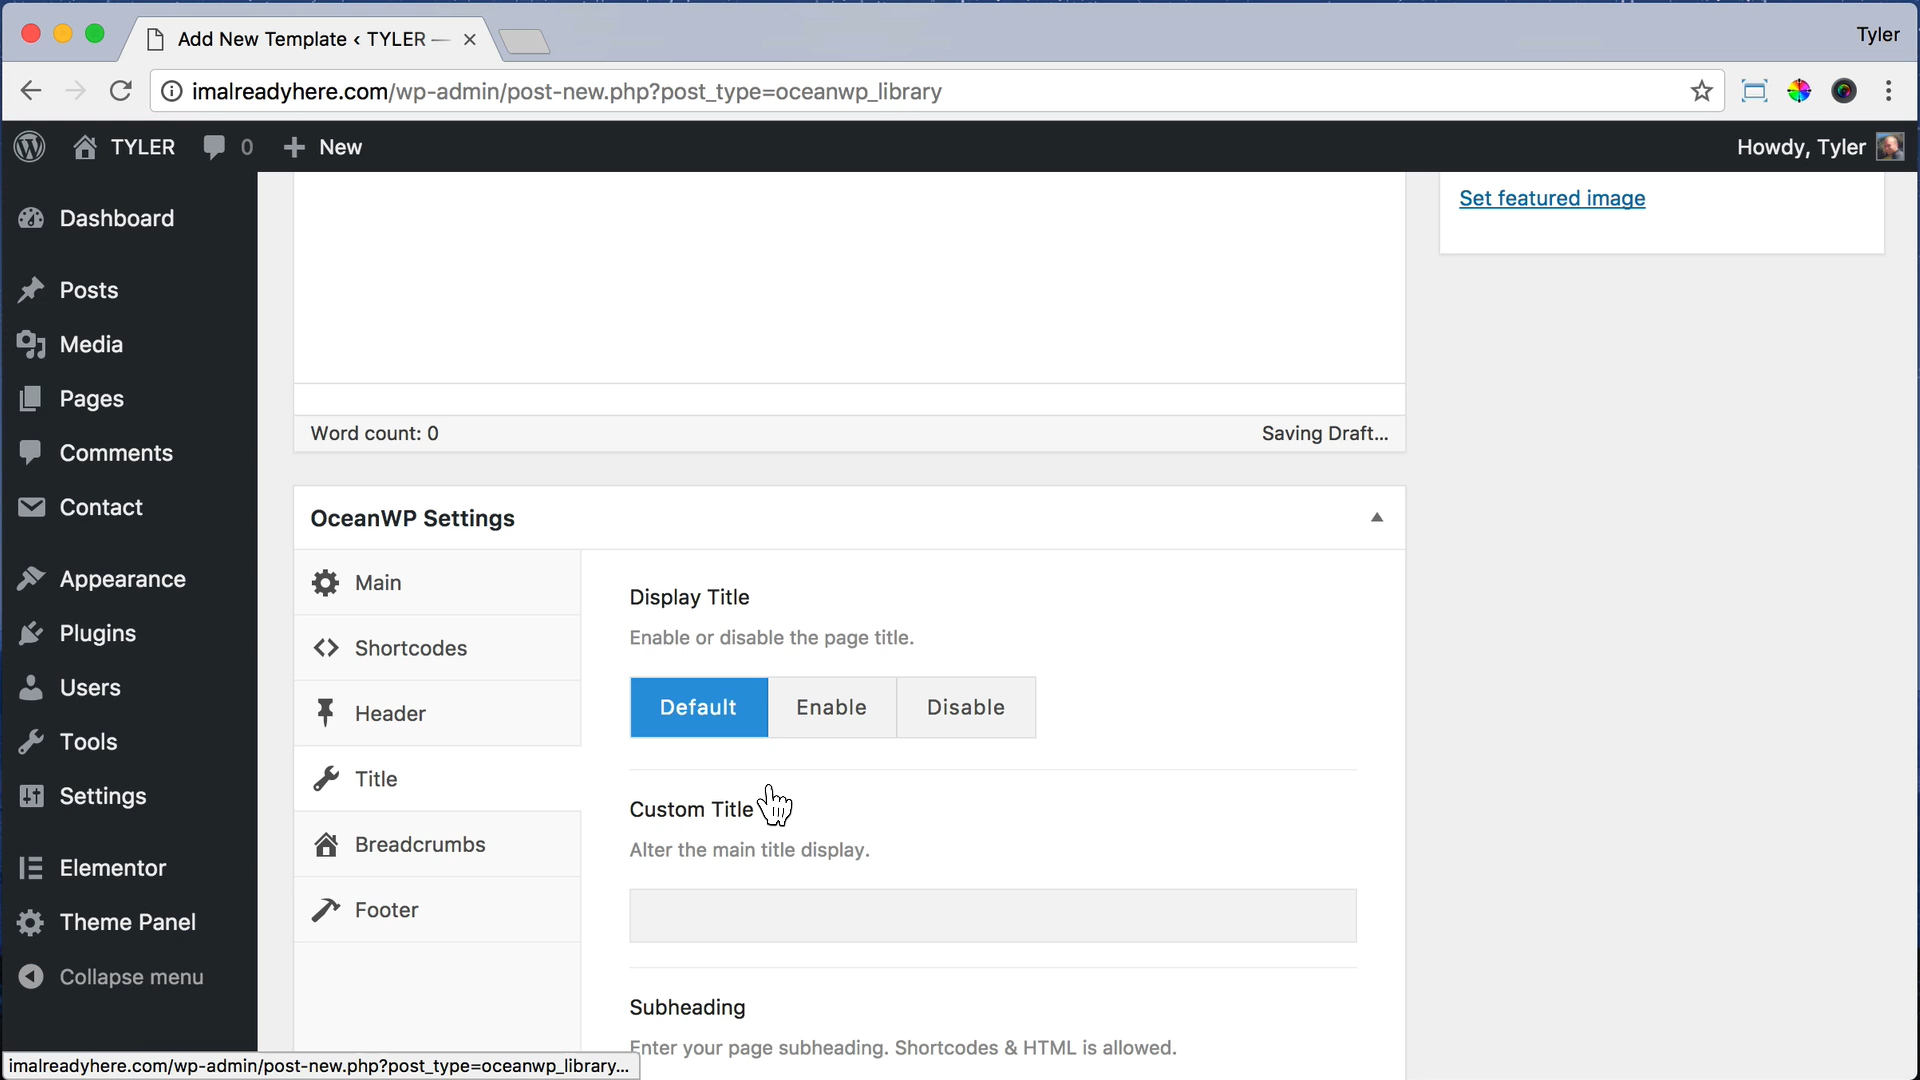 Add New Template ‹ TYLER —
Tyler
imalreadyhere.com/wp-admin/post-new.php?post_type=oceanwp_library
TYLER 0 New
Howdy, Tyler
Dashboard
Posts
Media
Pages
Comments
Contact
Appearance
Plugins
Users
Tools
Settings
Elementor
Theme Panel
Collapse menu
Set featured image
Word count: 0
Saving Draft...
OceanWP Settings
Main
Shortcodes
Header
Title
Breadcrumbs
Footer
Display Title
Enable or disable the page title.
Default Enable Disable
Custom Title
Alter the main title display.
Subheading
Enter your page subheading. Shortcodes & HTML is allowed.
imalreadyhere.com/wp-admin/post-new.php?post_type=oceanwp_library...